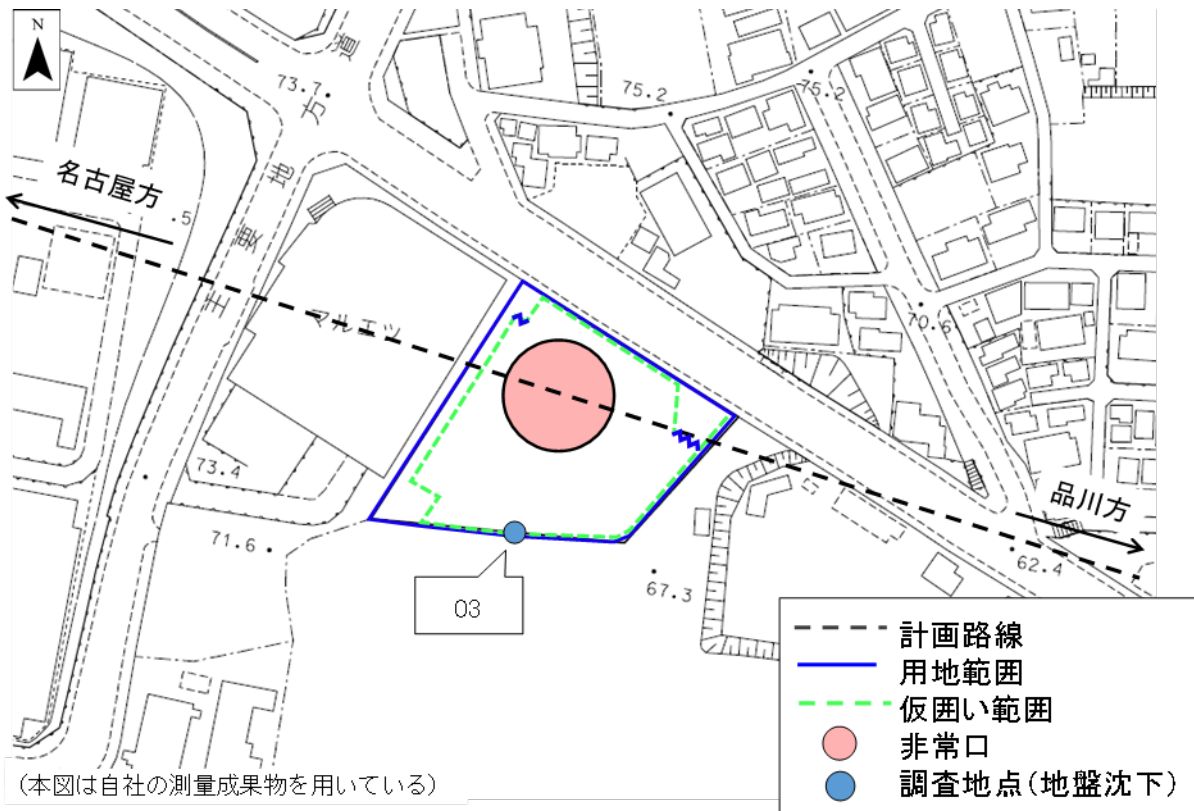 N
73.7
主要地方道
75.2
75.2
名古屋方
.5
マルエツ
70.6
73.4
71.6
03
67.3
品川方
62.4
計画路線
用地範囲
仮囲い範囲
非常口
調査地点(地盤沈下)
(本図は自社の測量成果物を用いている)